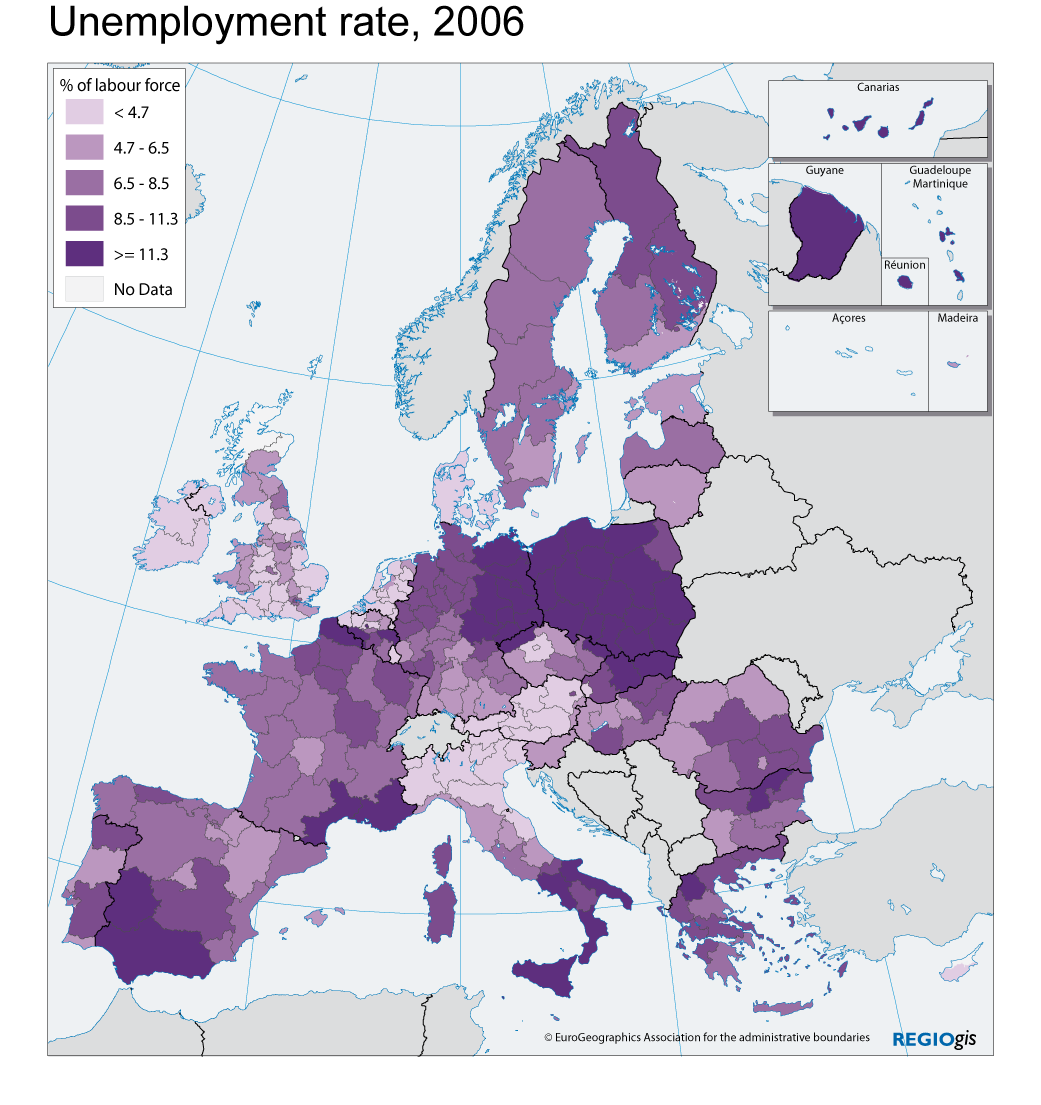 Unemployment rate, 2006
% of labour force
< 4.7
4.7 - 6.5
6.5 - 8.5
8.5 - 11.3
>= 11.3
No Data
Canarias
Guyane
Guadeloupe
Martinique
Réunion
Açores
Madeira
© EuroGeographics Association for the administrative boundaries
REGIOgis